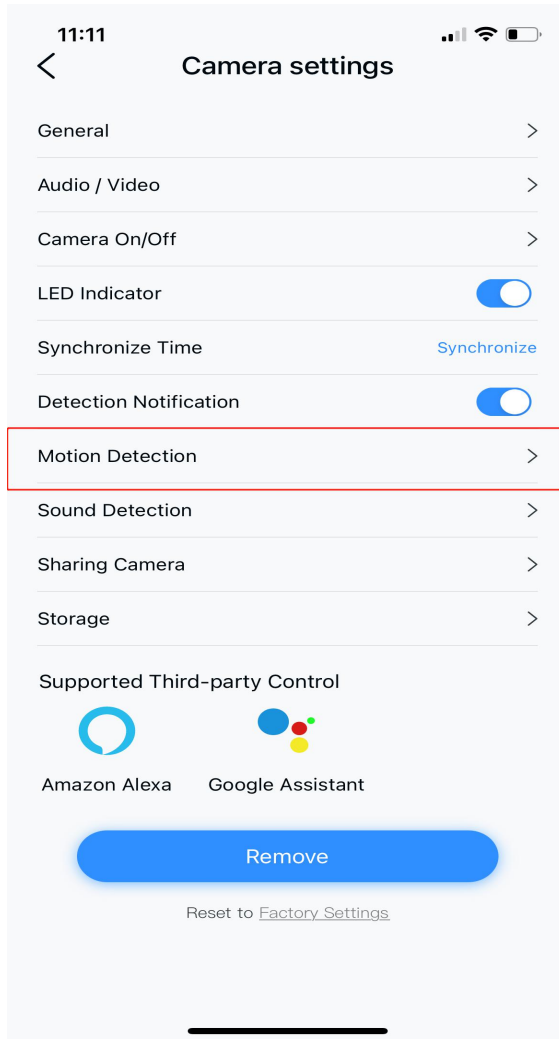 11:11
Camera settings
General
Audio / Video
Camera On/Off
LED Indicator
Synchronize Time Synchronize
Detection Notification
Motion Detection
Sound Detection
Sharing Camera
Storage
Supported Third-party Control
Amazon Alexa Google Assistant
Remove
Reset to Factory Settings